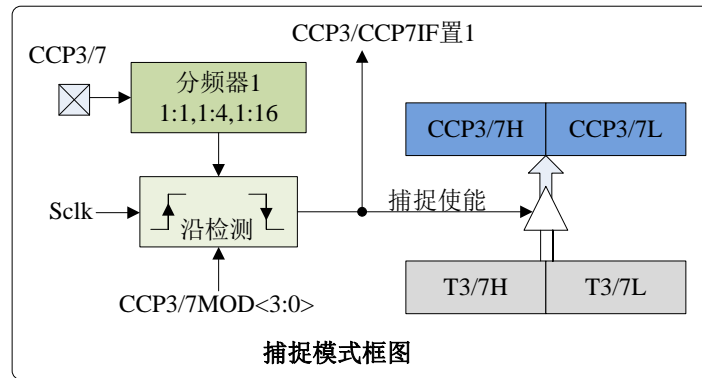 CCP3/CCP7IF置1
CCP3/7
分频器1
1:1,1:4,1:16
CCP3/7H
CCP3/7L
Sclk
沿检测
捕捉使能
CCP3/7MOD<3:0>
T3/7H
T3/7L
捕捉模式框图